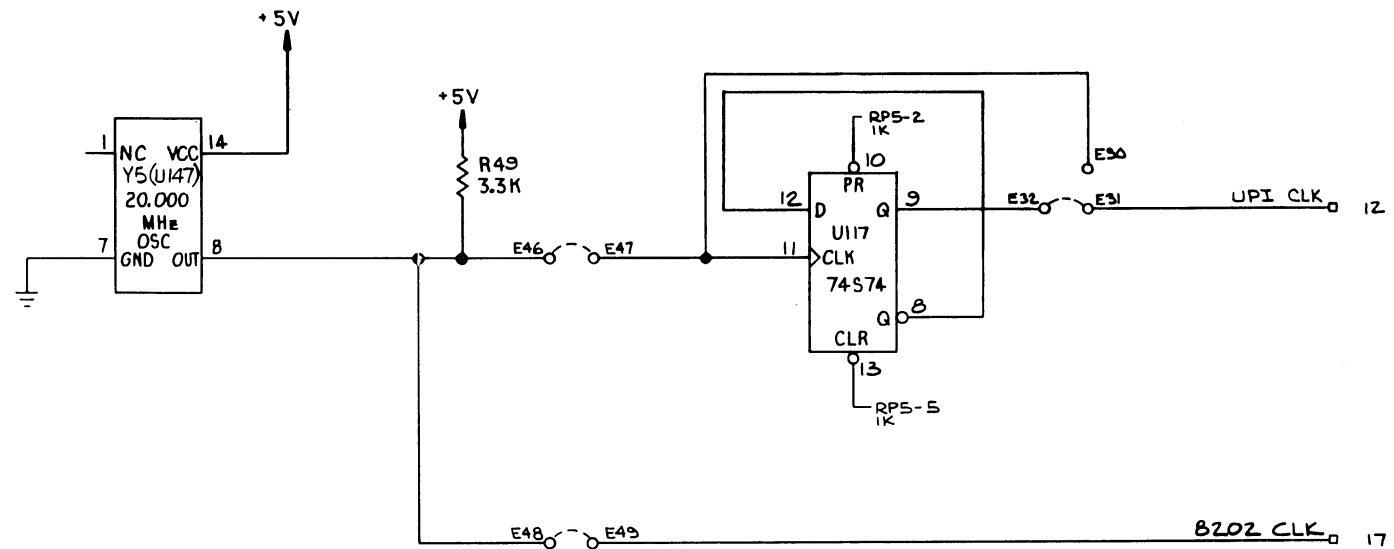 +5V
+5V
1 14
NC VCC
Y5(U147)
20.000
MHz
OSC
7 8
GND OUT
R49
3.3K
E46 E47
RP5-2
1K
10
PR
12 D Q 9
U117
11 CLK
74S74
Q 8
CLR
13
RP5-5
1K
E30
E32 E31
UPI CLK 12
E48 E49
8202 CLK 17